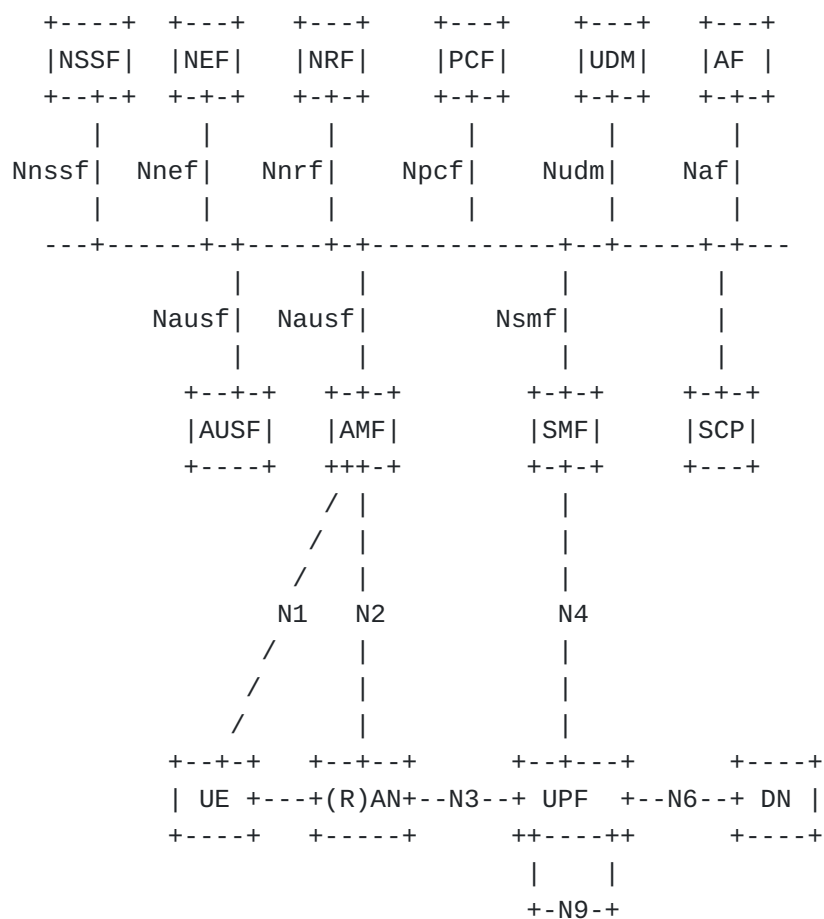 NSSF NEF NRF PCF UDM AF
Nnssf Nnef Nnrf Npcf Nudm Naf
Nausf Nausf Nsmf
AUSF AMF SMF SCP
N1 N2 N4
UE (R)AN N3 UPF N6 DN
N9